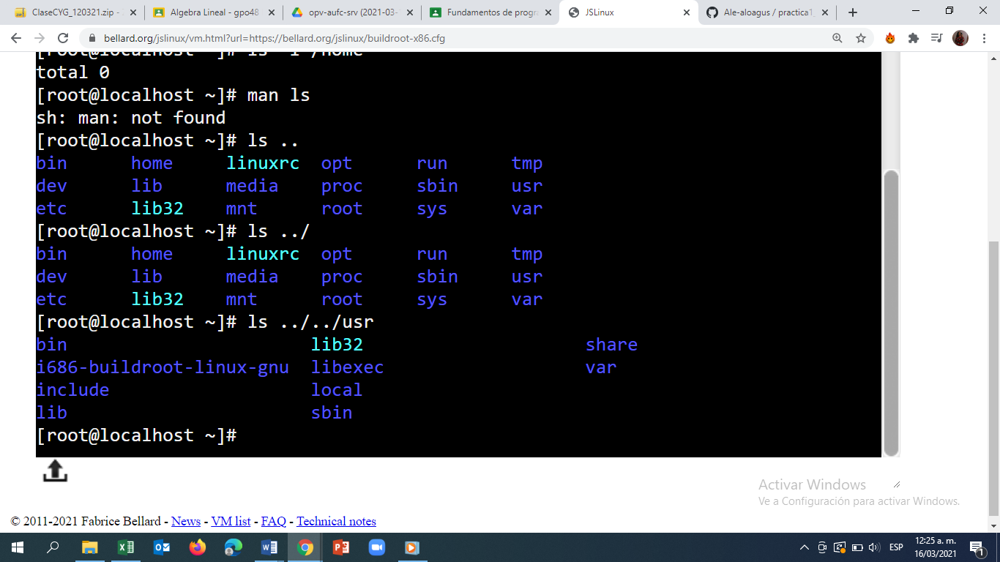 ClaseCYG_120321.zip -
Algebra Lineal - gpo48
opv-aufc-srv (2021-03-
Fundamentos de progra
JSLinux
Ale-aloagus / practica1_
bellard.org/jslinux/vm.html?url=https://bellard.org/jslinux/buildroot-x86.cfg
[root@localhost ~]# ls -l /home
total 0
[root@localhost ~]# man ls
sh: man: not found
[root@localhost ~]# ls ..
bin home linuxrc opt run tmp
dev lib media proc sbin usr
etc lib32 mnt root sys var
[root@localhost ~]# ls ../
bin home linuxrc opt run tmp
dev lib media proc sbin usr
etc lib32 mnt root sys var
[root@localhost ~]# ls ../../usr
bin lib32 share
i686-buildroot-linux-gnu libexec var
include local
lib sbin
[root@localhost ~]#
Activar Windows
Ve a Configuración para activar Windows.
© 2011-2021 Fabrice Bellard - News - VM list - FAQ - Technical notes
ESP
12:25 a. m.
16/03/2021
1